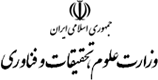 جمهوری اسلامی ایران
وزارت علوم، تحقیقات و فناوری